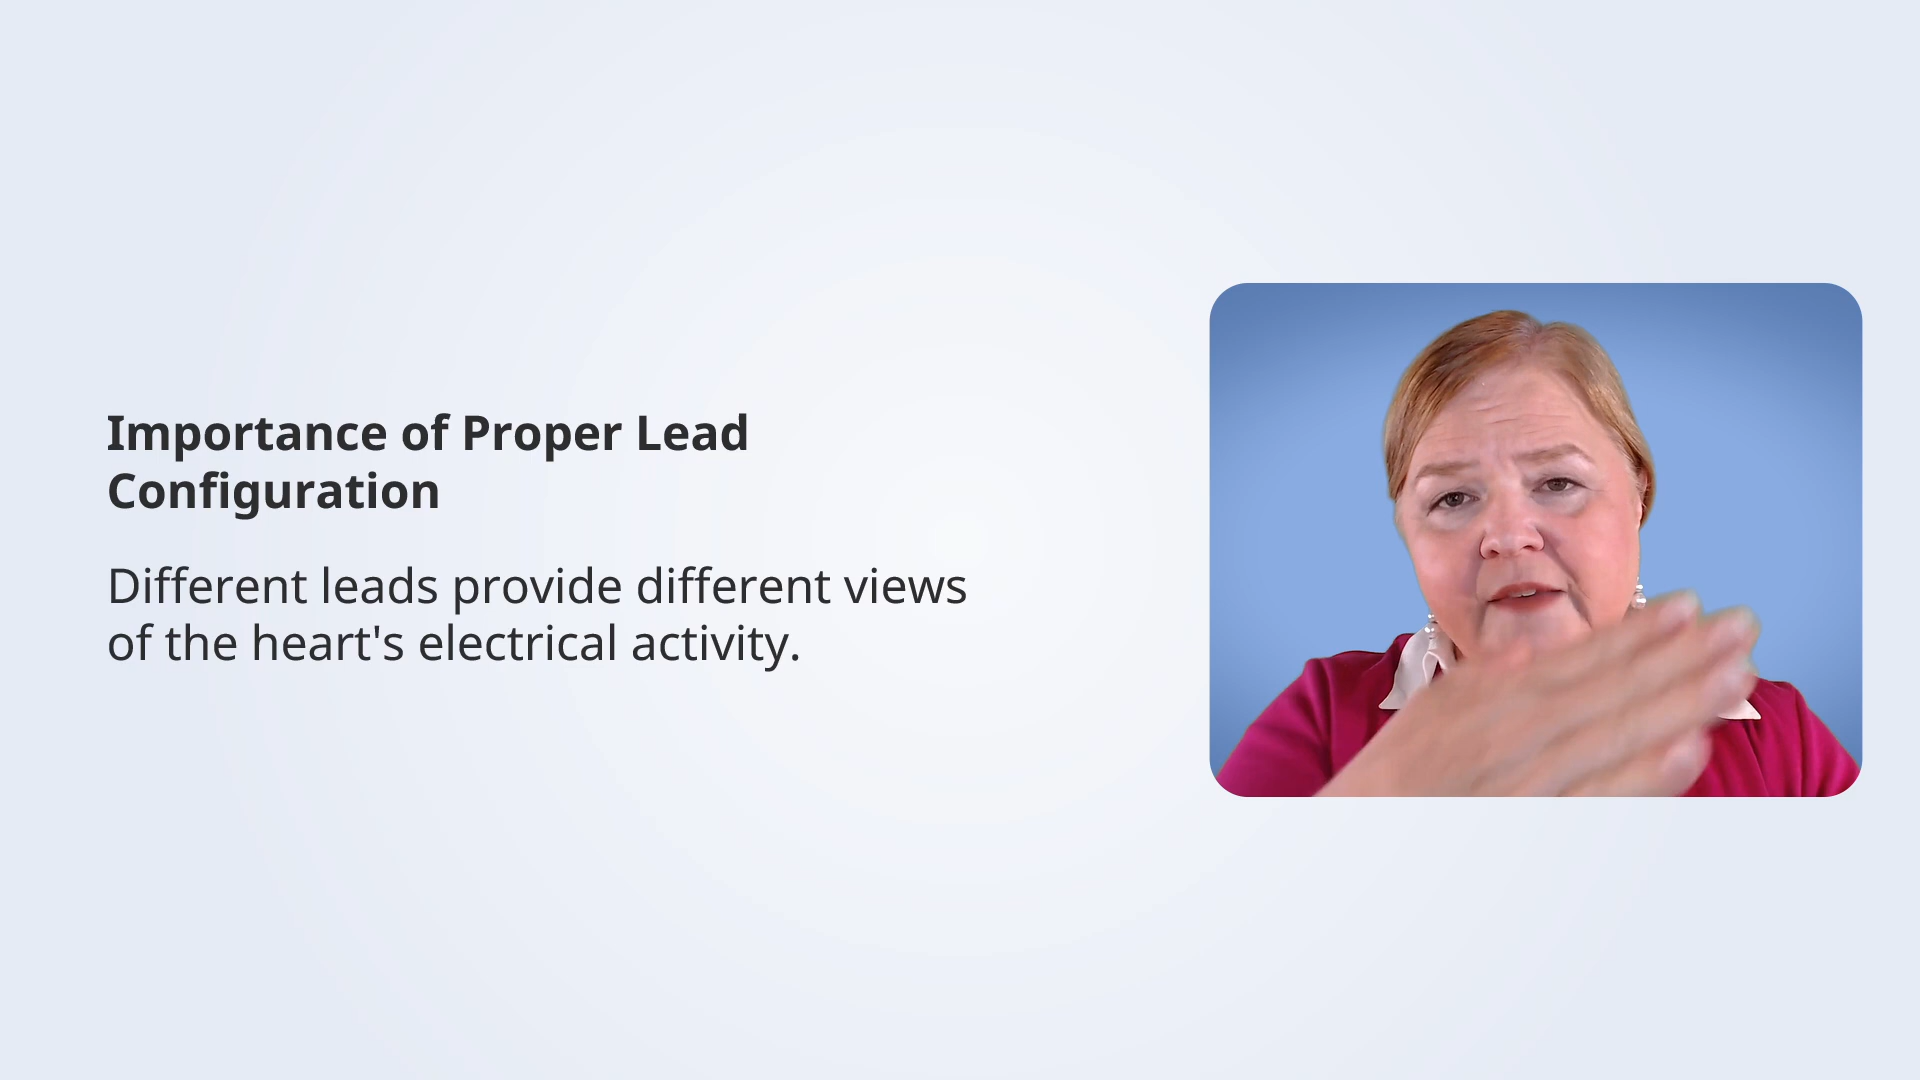 Importance of Proper Lead
Configuration
Different leads provide different views
of the heart's electrical activity.